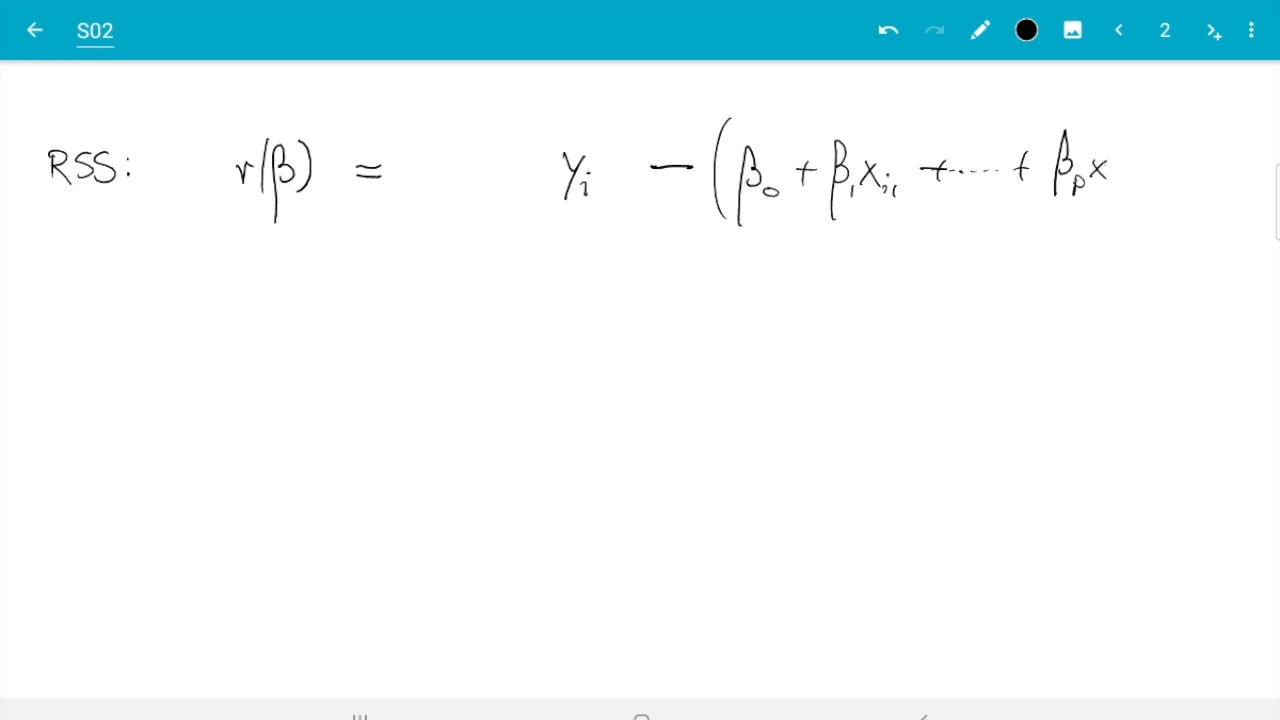 S02 2
RSS: r(β) = yᵢ − (β₀ + β₁xᵢ₁ + ..... + βₚx